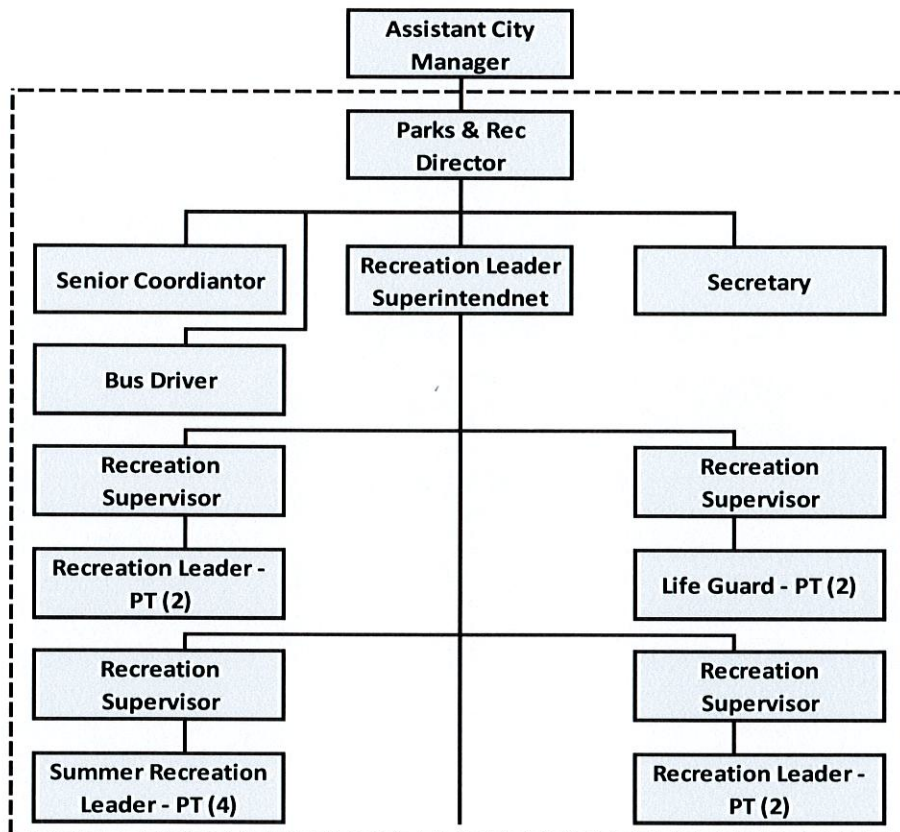 Assistant City
Manager
Parks & Rec
Director
Senior Coordiantor
Recreation Leader
Superintendnet
Secretary
Bus Driver
Recreation
Supervisor
Recreation
Supervisor
Recreation Leader -
PT (2)
Life Guard - PT (2)
Recreation
Supervisor
Recreation
Supervisor
Summer Recreation
Leader - PT (4)
Recreation Leader -
PT (2)